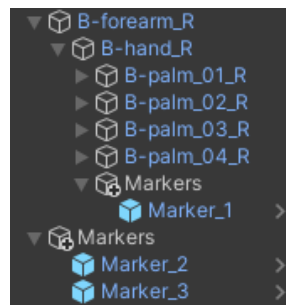 B-forearm_R
B-hand_R
B-palm_01_R
B-palm_02_R
B-palm_03_R
B-palm_04_R
Markers
Marker_1
Markers
Marker_2
Marker_3